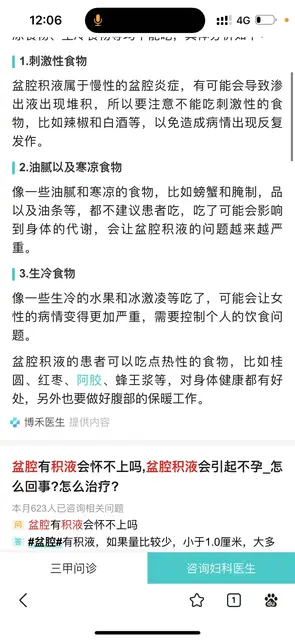 12:06
4G
62
1.刺激性食物
盆腔积液属于慢性的盆腔炎症，有可能会导致渗
出液出现堆积，所以要注意不能吃刺激性的食
物，比如辣椒和白酒等，以免造成病情出现反复
发作。
2.油腻以及寒凉食物
像一些油腻和寒凉的食物，比如螃蟹和腌制，品
以及油条等，都不建议患者吃，吃了可能会影响
到身体的代谢，会让盆腔积液的问题越来越严
重。
3.生冷食物
像一些生冷的水果和冰激凌等吃了，可能会让女
性的病情变得更加严重，需要控制个人的饮食问
题。
盆腔积液的患者可以吃点热性的食物，比如桂
圆、红枣、阿胶、蜂王浆等，对身体健康都有好
处，另外也要做好腹部的保暖工作。
博禾医生 提供内容
盆腔有积液会怀不上吗,盆腔积液会引起不孕_怎
么回事?怎么治疗?
本月623人已咨询相关问题
问 盆腔有积液会怀不上吗
答 #盆腔#有积液，如果量比较少，小于1.0厘米，大多
三甲问诊
咨询妇科医生
1